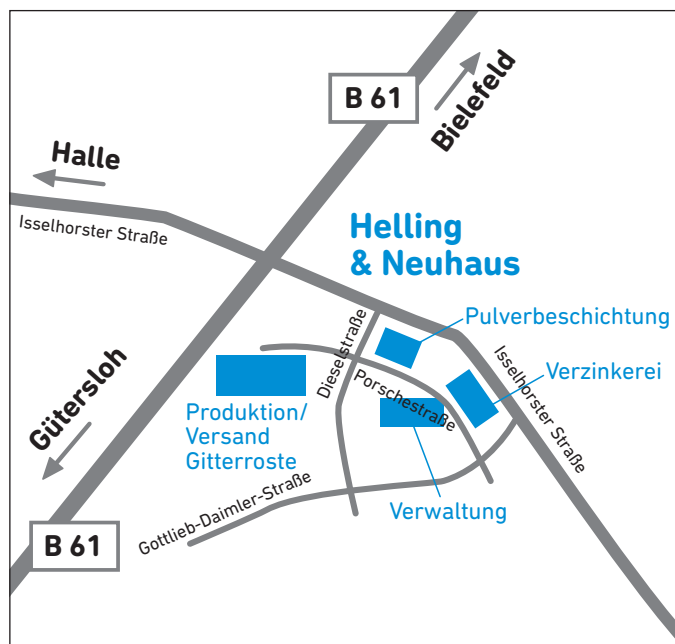 B 61
Bielefeld
Halle
Isselhorster Straße
Helling
& Neuhaus
Pulverbeschichtung
Dieselstraße
Isselhorster Straße
Verzinkerei
Porschestraße
Gütersloh
Produktion/
Versand
Gitterroste
Gottlieb-Daimler-Straße
Verwaltung
B 61